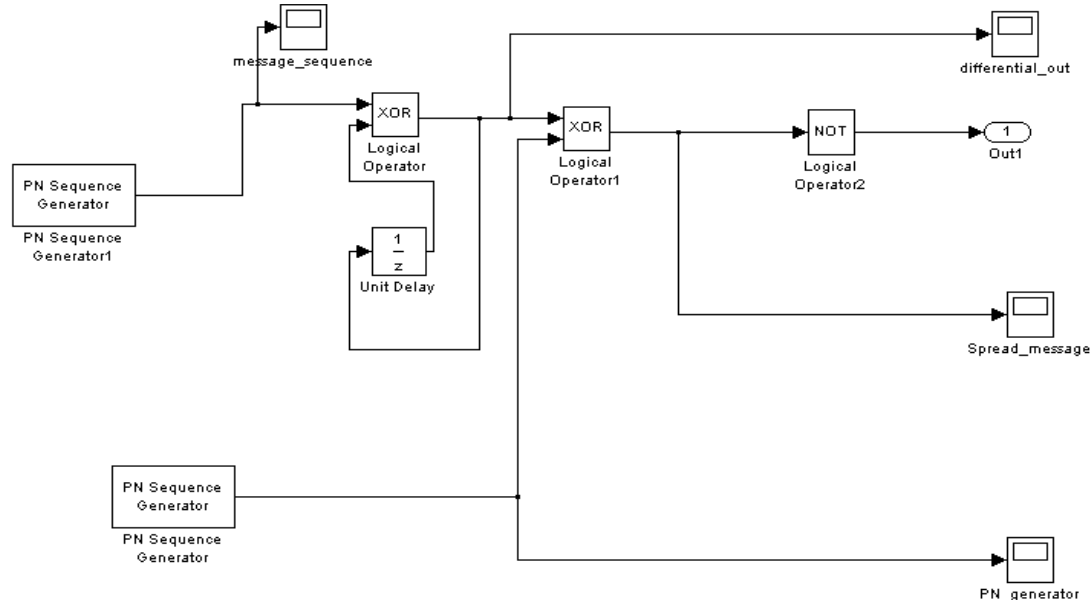 message_sequence
differential_out
XOR
Logical
Operator
XOR
Logical
Operator1
NOT
Logical
Operator2
1
Out1
PN Sequence
Generator
PN Sequence
Generator1
1
z
Unit Delay
Spread_message
PN Sequence
Generator
PN Sequence
Generator
PN_generator